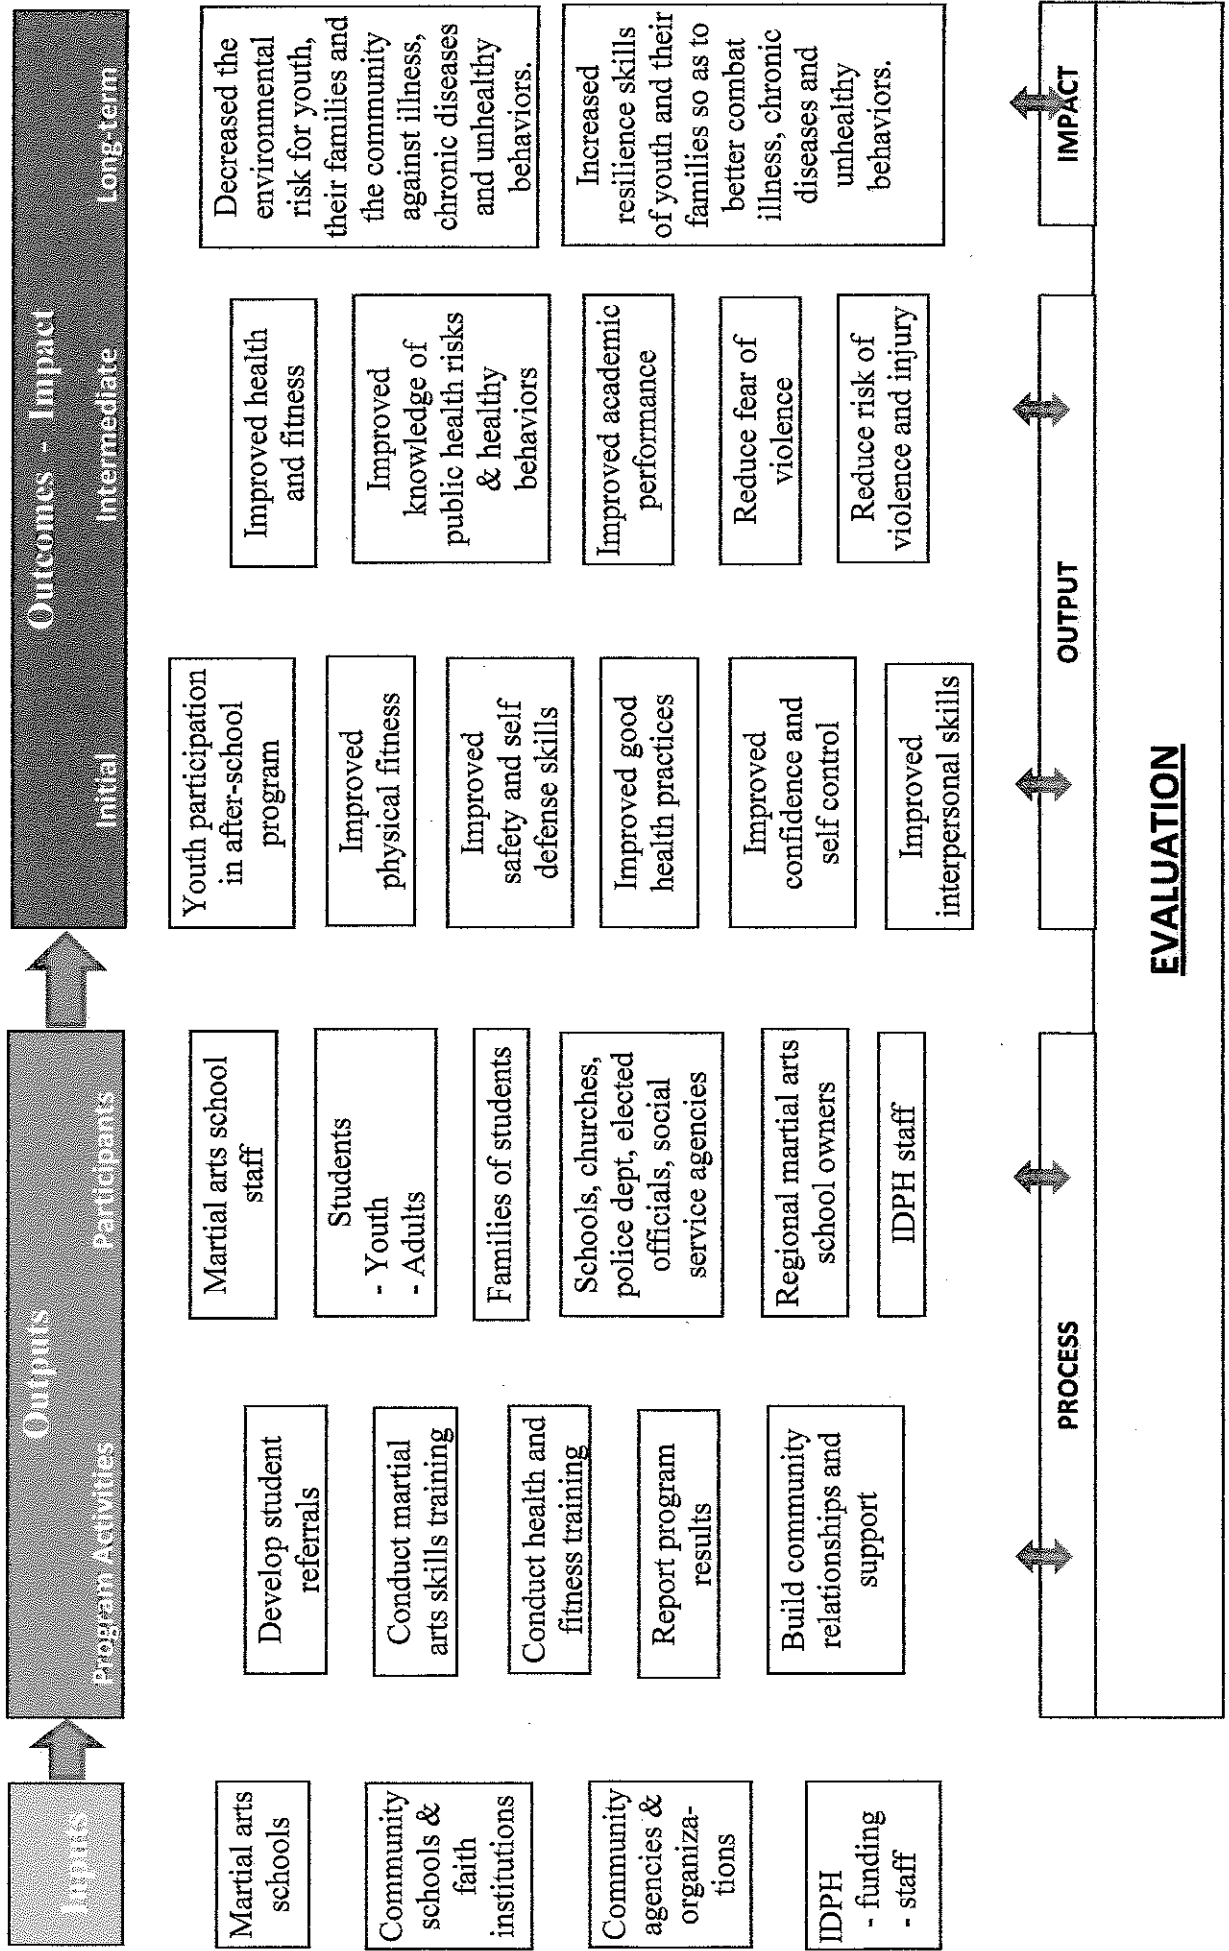 Inputs
Martial arts
schools
Community
schools &
faith
institutions
Community
agencies &
organiza-
tions
IDPH
- funding
- staff
Outputs
Program Activities
Participants
Develop student
referrals
Conduct martial
arts skills training
Conduct health and
fitness training
Report program
results
Build community
relationships and
support
Martial arts school
staff
Students
- Youth
- Adults
Families of students
Schools, churches,
police dept, elected
officials, social
service agencies
Regional martial arts
school owners
IDPH staff
Outcomes - Impact
Initial
Intermediate
Long-term
Youth participation
in after-school
program
Improved
physical fitness
Improved
safety and self
defense skills
Improved good
health practices
Improved
confidence and
self control
Improved
interpersonal skills
Improved health
and fitness
Improved
knowledge of
public health risks
& healthy
behaviors
Improved academic
performance
Reduce fear of
violence
Reduce risk of
violence and injury
Decreased the
environmental
risk for youth,
their families and
the community
against illness,
chronic diseases
and unhealthy
behaviors.
Increased
resilience skills
of youth and their
families so as to
better combat
illness, chronic
diseases and
unhealthy
behaviors.
PROCESS
OUTPUT
IMPACT
EVALUATION